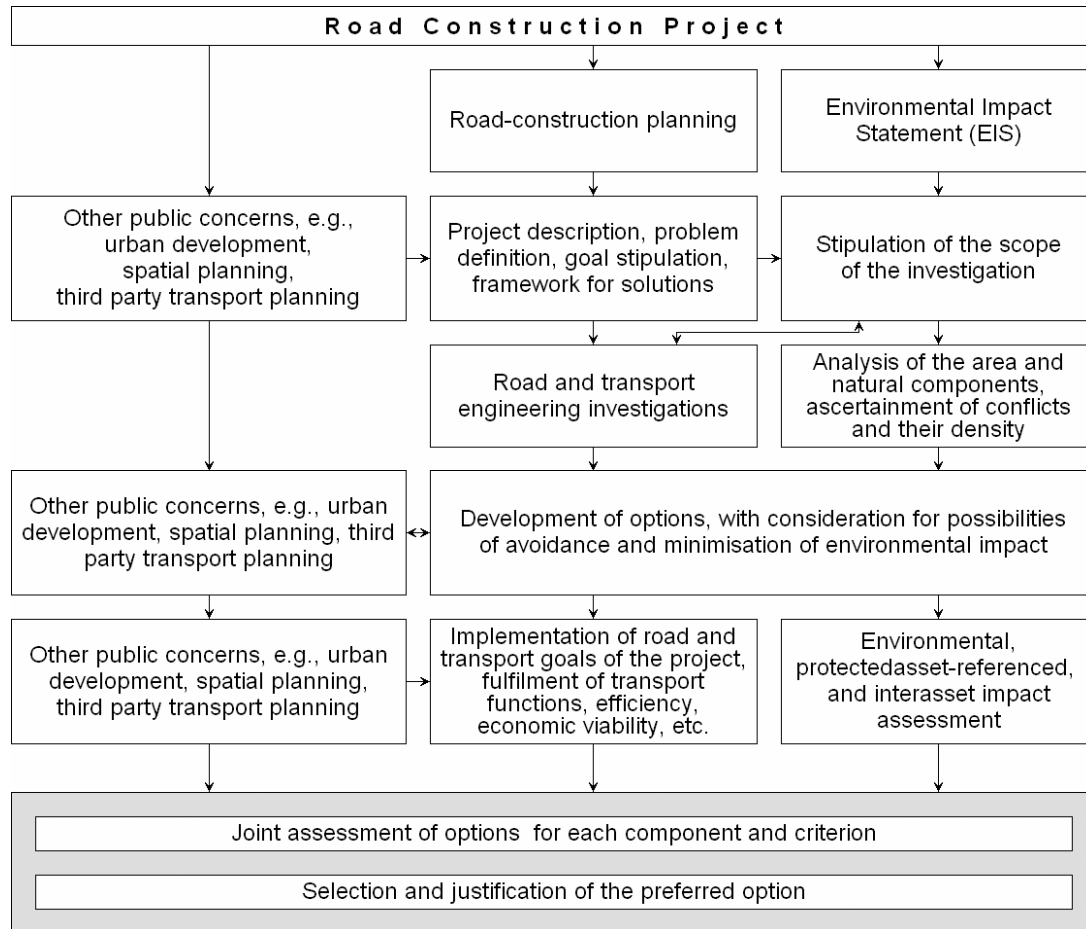 Road Construction Project
Road-construction planning
Environmental Impact
Statement (EIS)
Other public concerns, e.g.,
urban development,
spatial planning,
third party transport planning
Project description, problem
definition, goal stipulation,
framework for solutions
Stipulation of the scope
of the investigation
Road and transport
engineering investigations
Analysis of the area and
natural components,
ascertainment of conflicts
and their density
Other public concerns, e.g., urban
development, spatial planning, third
party transport planning
Development of options, with consideration for possibilities
of avoidance and minimisation of environmental impact
Other public concerns, e.g., urban
development, spatial planning,
third party transport planning
Implementation of road and
transport goals of the project,
fulfilment of transport
functions, efficiency,
economic viability, etc.
Environmental,
protectedasset-referenced,
and interasset impact
assessment
Joint assessment of options for each component and criterion
Selection and justification of the preferred option